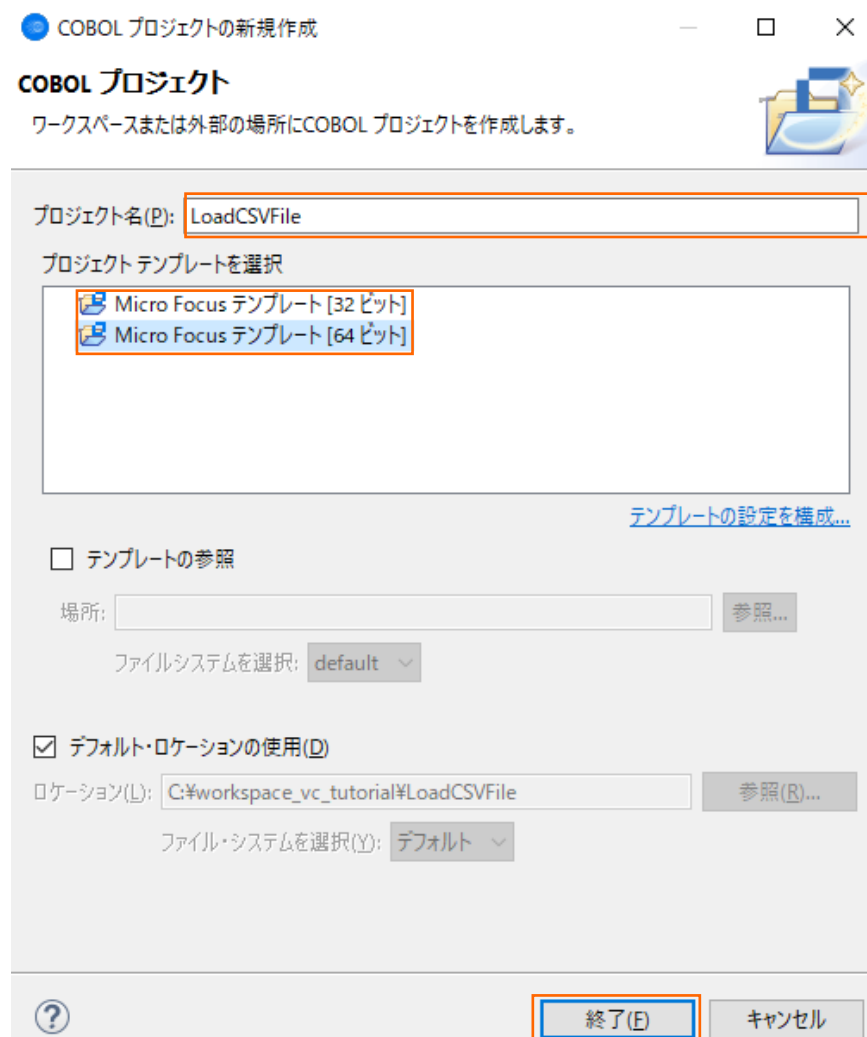 COBOL プロジェクトの新規作成
COBOL プロジェクト
ワークスペースまたは外部の場所にCOBOL プロジェクトを作成します。
プロジェクト名(P): LoadCSVFile
プロジェクト テンプレートを選択
Micro Focus テンプレート [32 ビット]
Micro Focus テンプレート [64 ビット]
テンプレートの設定を構成...
テンプレートの参照
場所: 参照...
ファイルシステムを選択: default
デフォルト・ロケーションの使用(D)
ロケーション(L): C:¥workspace_vc_tutorial¥LoadCSVFile 参照(R)...
ファイル・システムを選択(Y): デフォルト
? 終了(F) キャンセル